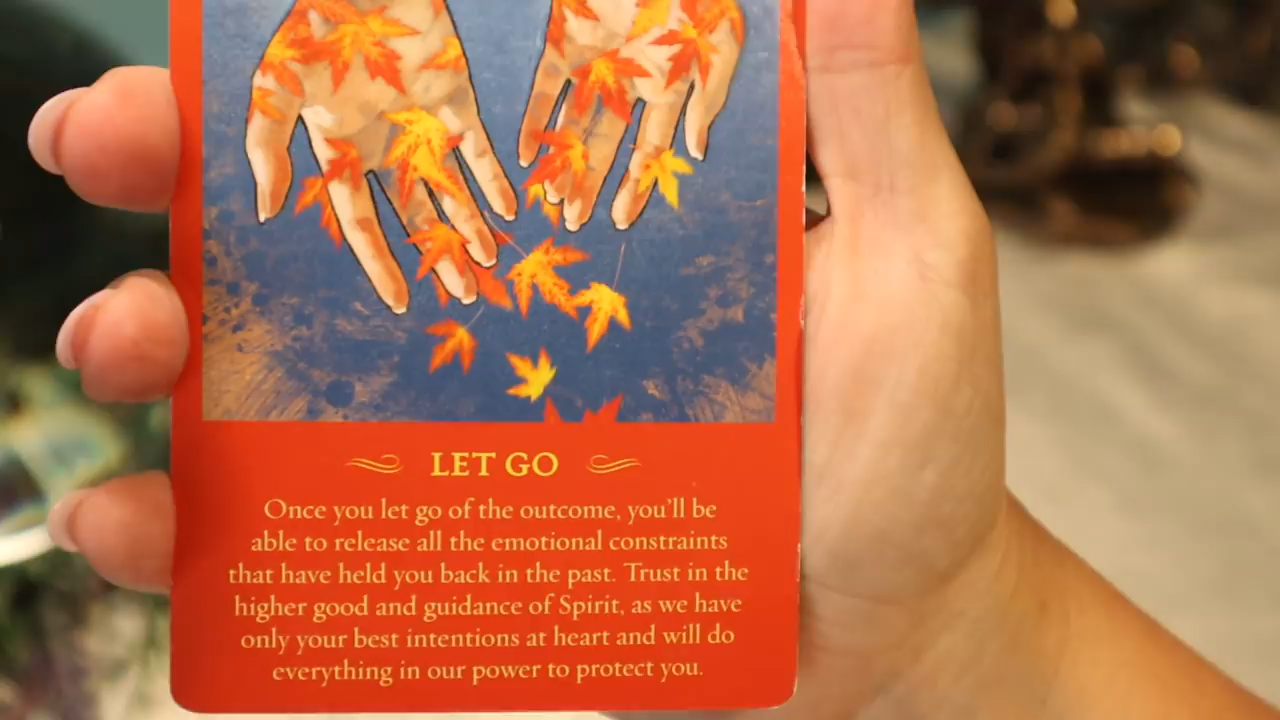 LET GO
Once you let go of the outcome, you'll be
able to release all the emotional constraints
that have held you back in the past. Trust in the
higher good and guidance of Spirit, as we have
only your best intentions at heart and will do
everything in our power to protect you.